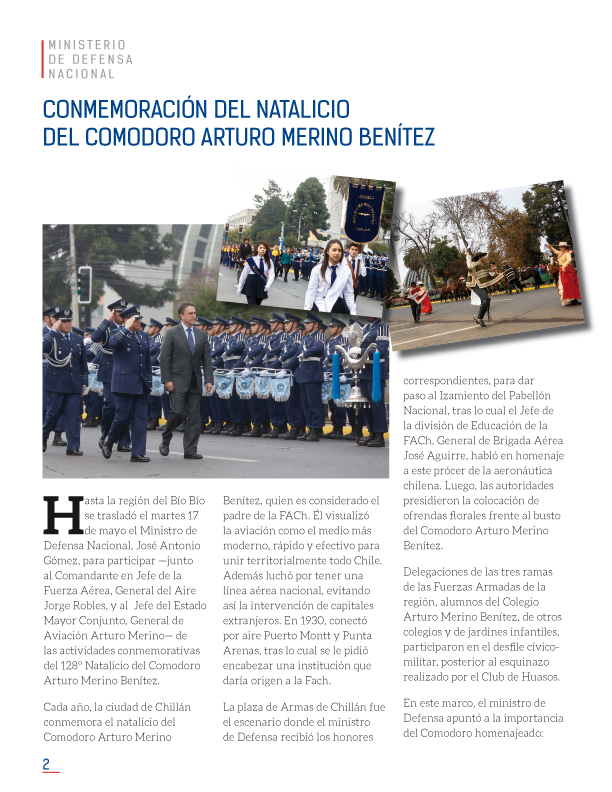 MINISTERIO
DE DEFENSA
NACIONAL
CONMEMORACIÓN DEL NATALICIO
DEL COMODORO ARTURO MERINO BENÍTEZ
ESCUELA
CHILLÁN
Hasta la región del Bío Bío
se trasladó el martes 17
de mayo el Ministro de
Defensa Nacional, José Antonio
Gómez, para participar —junto
al Comandante en Jefe de la
Fuerza Aérea, General del Aire
Jorge Robles, y al Jefe del Estado
Mayor Conjunto, General de
Aviación Arturo Merino— de
las actividades conmemorativas
del 128º Natalicio del Comodoro
Arturo Merino Benítez.
Cada año, la ciudad de Chillán
conmemora el natalicio del
Comodoro Arturo Merino
Benítez, quien es considerado el
padre de la FACh. Él visualizó
la aviación como el medio más
moderno, rápido y efectivo para
unir territorialmente todo Chile.
Además luchó por tener una
línea aérea nacional, evitando
así la intervención de capitales
extranjeros. En 1930, conectó
por aire Puerto Montt y Punta
Arenas, tras lo cual se le pidió
encabezar una institución que
daría origen a la Fach.
La plaza de Armas de Chillán fue
el escenario donde el ministro
de Defensa recibió los honores
correspondientes, para dar
paso al Izamiento del Pabellón
Nacional, tras lo cual el Jefe de
la división de Educación de la
FACh, General de Brigada Aérea
José Aguirre, habló en homenaje
a este prócer de la aeronáutica
chilena. Luego, las autoridades
presidieron la colocación de
ofrendas florales frente al busto
del Comodoro Arturo Merino
Benítez.
Delegaciones de las tres ramas
de las Fuerzas Armadas de la
región, alumnos del Colegio
Arturo Merino Benítez, de otros
colegios y de jardines infantiles,
participaron en el desfile cívico-
militar, posterior al esquinazo
realizado por el Club de Huasos.
En este marco, el ministro de
Defensa apuntó a la importancia
del Comodoro homenajeado:
2